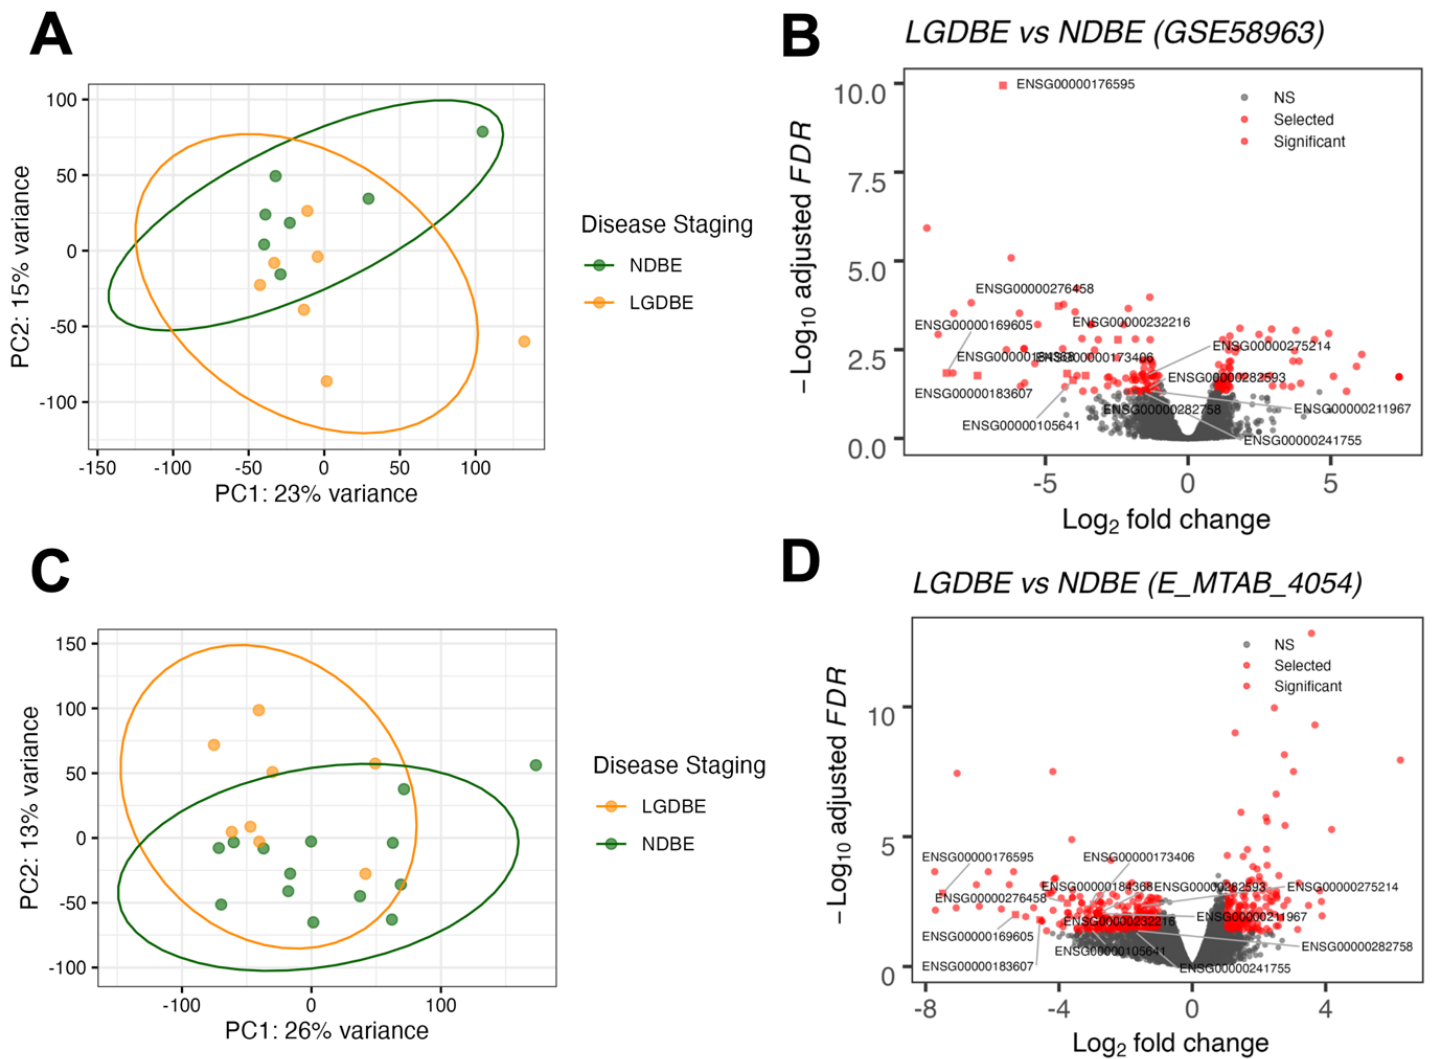 A
100
50
0
-50
-100
-150
-100
-50
0
50
100
PC2: 15% variance
PC1: 23% variance
Disease Staging
NDBE
LGDBE
B
LGDBE vs NDBE (GSE58963)
10.0
7.5
5.0
2.5
0.0
-5
0
5
−Log10 adjusted FDR
Log2 fold change
NS
Selected
Significant
ENSG00000176595
ENSG00000276458
ENSG00000169605
ENSG00000232216
ENSG00000184368
ENSG00000173406
ENSG00000275214
ENSG00000282593
ENSG00000183607
ENSG00000105641
ENSG00000282758
ENSG00000211967
ENSG00000241755
C
150
100
50
0
-50
-100
-100
0
100
PC2: 13% variance
PC1: 26% variance
Disease Staging
LGDBE
NDBE
D
LGDBE vs NDBE (E_MTAB_4054)
10
5
0
-8
-4
0
4
−Log10 adjusted FDR
Log2 fold change
NS
Selected
Significant
ENSG00000176595
ENSG00000173406
ENSG00000184368
ENSG00000282593
ENSG00000275214
ENSG00000276458
ENSG00000211967
ENSG00000232216
ENSG00000169605
ENSG00000105641
ENSG00000282758
ENSG00000183607
ENSG00000241755